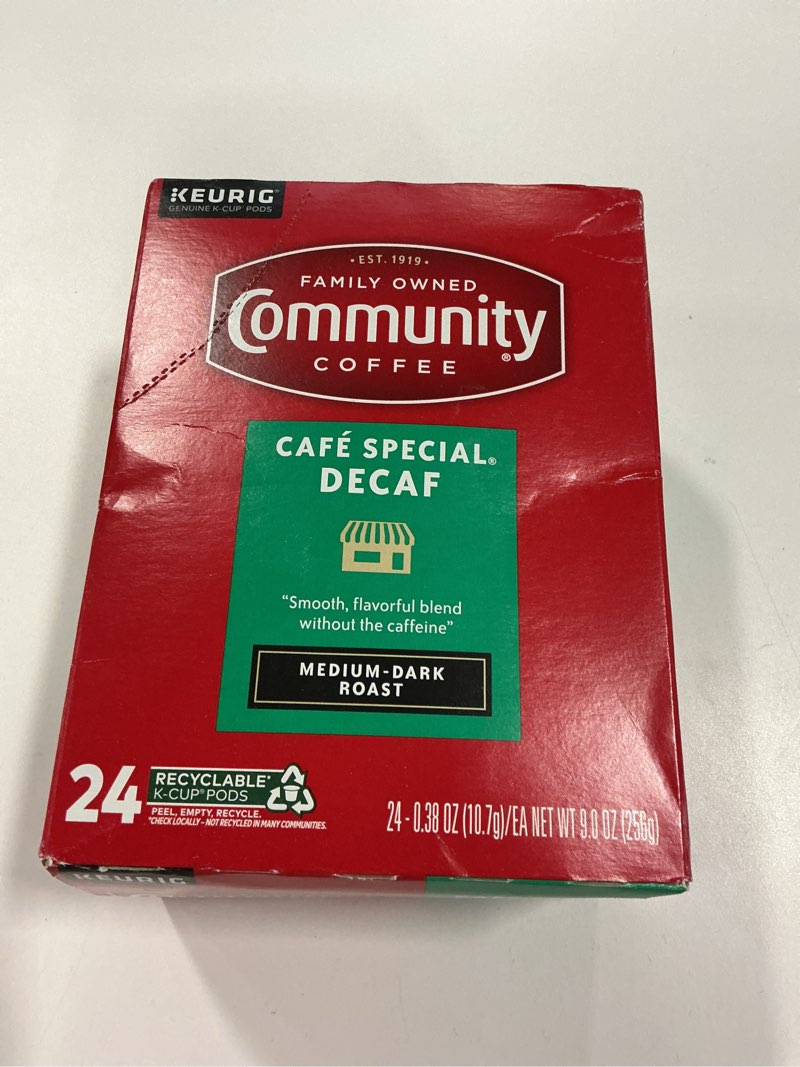 KEURIG
GENUINE K-CUP® PODS
• EST. 1919 •
FAMILY OWNED
Community®
COFFEE
CAFÉ SPECIAL®
DECAF
“Smooth, flavorful blend
without the caffeine”
MEDIUM-DARK
ROAST
24
RECYCLABLE*
K-CUP® PODS
PEEL, EMPTY, RECYCLE.
*CHECK LOCALLY – NOT RECYCLED IN MANY COMMUNITIES.
24 - 0.38 OZ (10.7g)/EA NET WT 9.0 OZ (256g)
KEURIG